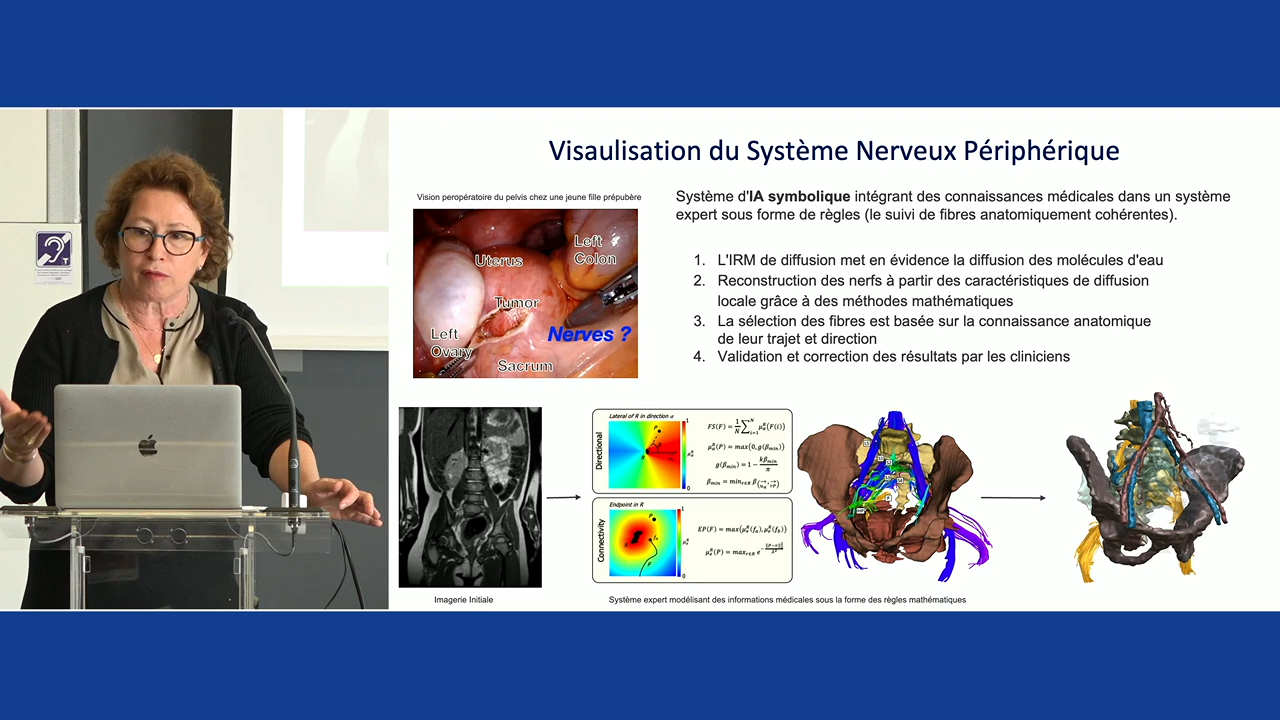 Visaulisation du Système Nerveux Périphérique
Vision peropératoire du pelvis chez une jeune fille prépubère
Uterus
Left
Colon
Tumor
Nerves ?
Left
Ovary
Sacrum
Système d'IA symbolique intégrant des connaissances médicales dans un système
expert sous forme de règles (le suivi de fibres anatomiquement cohérentes).
1. L'IRM de diffusion met en évidence la diffusion des molécules d'eau
2. Reconstruction des nerfs à partir des caractéristiques de diffusion
locale grâce à des méthodes mathématiques
3. La sélection des fibres est basée sur la connaissance anatomique
de leur trajet et direction
4. Validation et correction des résultats par les cliniciens
Imagerie Initiale
Directional
Lateral of R in direction α
Connectivity
Endpoint in R
Système expert modélisant des informations médicales sous la forme des règles mathématiques